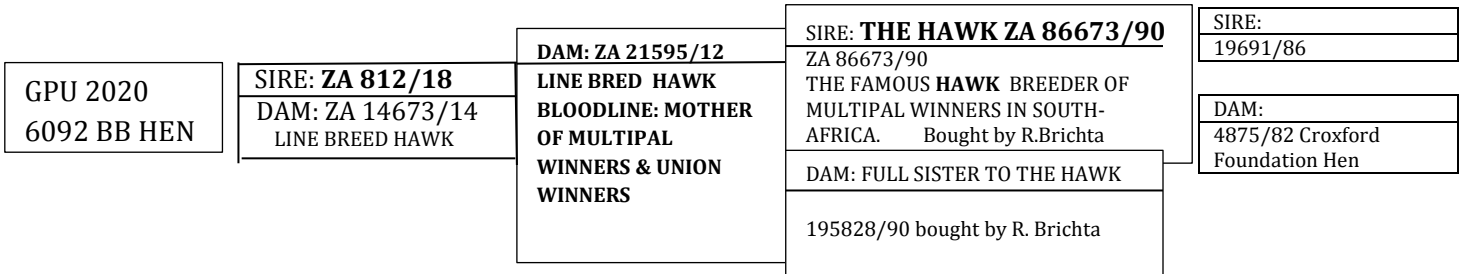 GPU 2020
6092 BB HEN
SIRE: ZA 812/18
DAM: ZA 14673/14
LINE BREED HAWK
DAM: ZA 21595/12
LINE BRED HAWK
BLOODLINE: MOTHER
OF MULTIPAL
WINNERS & UNION
WINNERS
SIRE: THE HAWK ZA 86673/90
ZA 86673/90
THE FAMOUS HAWK BREEDER OF
MULTIPAL WINNERS IN SOUTH-
AFRICA. Bought by R.Brichta
DAM: FULL SISTER TO THE HAWK
195828/90 bought by R. Brichta
SIRE:
19691/86
DAM:
4875/82 Croxford
Foundation Hen